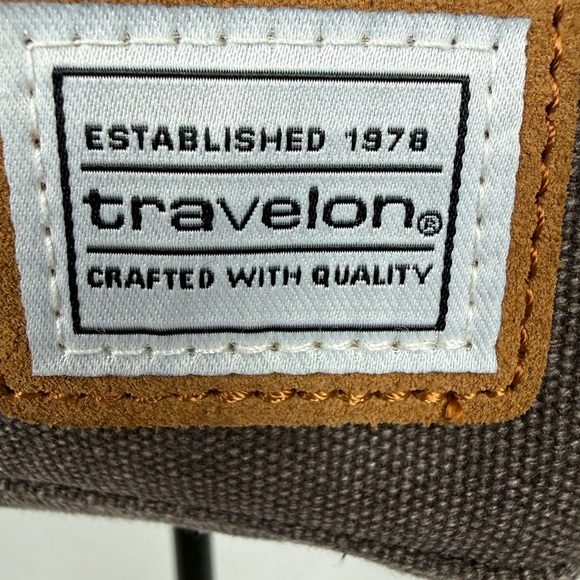 ESTABLISHED 1978
travelon®
CRAFTED WITH QUALITY